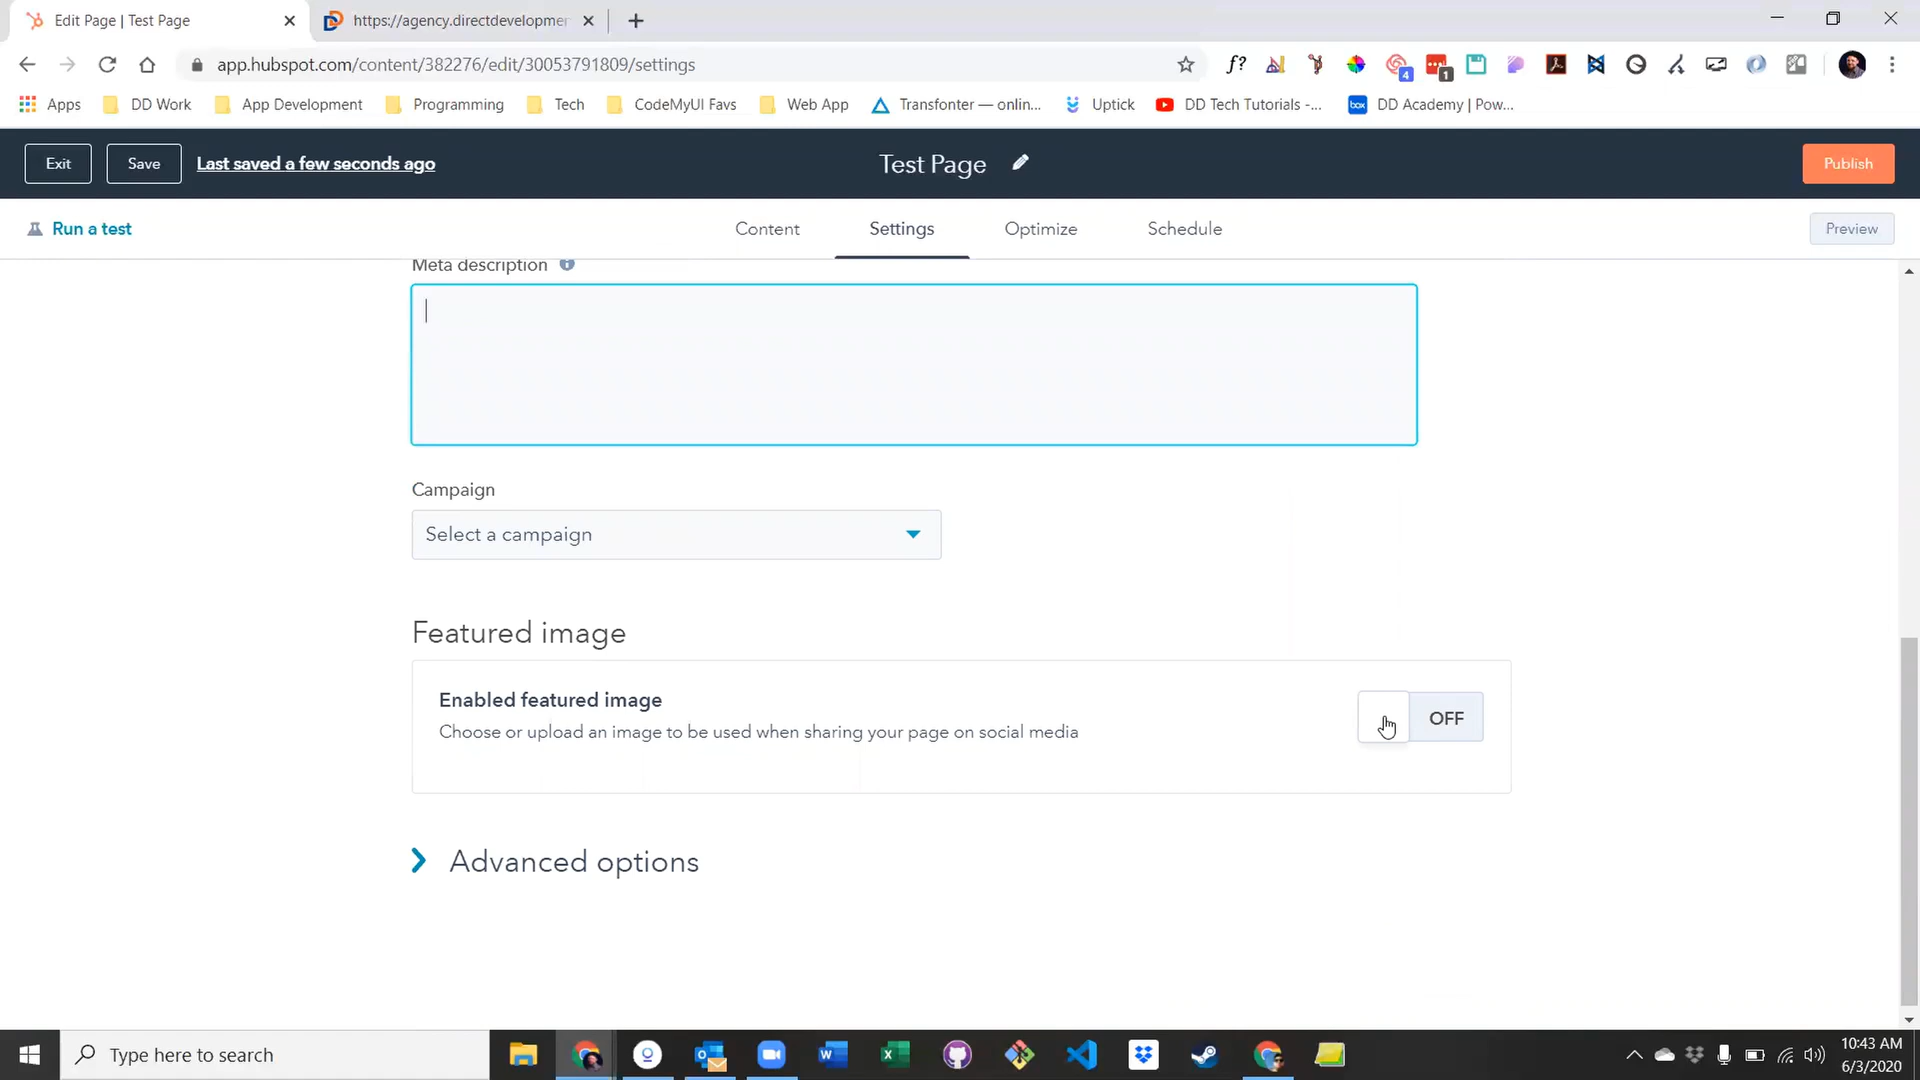 Edit Page | Test Page
https://agency.directdevelopmen
app.hubspot.com/content/382276/edit/30053791809/settings
f?
4
1
Apps
DD Work
App Development
Programming
Tech
CodeMyUI Favs
Web App
Transfonter — onlin...
Uptick
DD Tech Tutorials -...
box
DD Academy | Pow...
Exit
Save
Last saved a few seconds ago
Test Page
Publish
Run a test
Content
Settings
Optimize
Schedule
Preview
Meta description
Campaign
Select a campaign
Featured image
Enabled featured image
Choose or upload an image to be used when sharing your page on social media
OFF
Advanced options
Type here to search
10:43 AM
6/3/2020